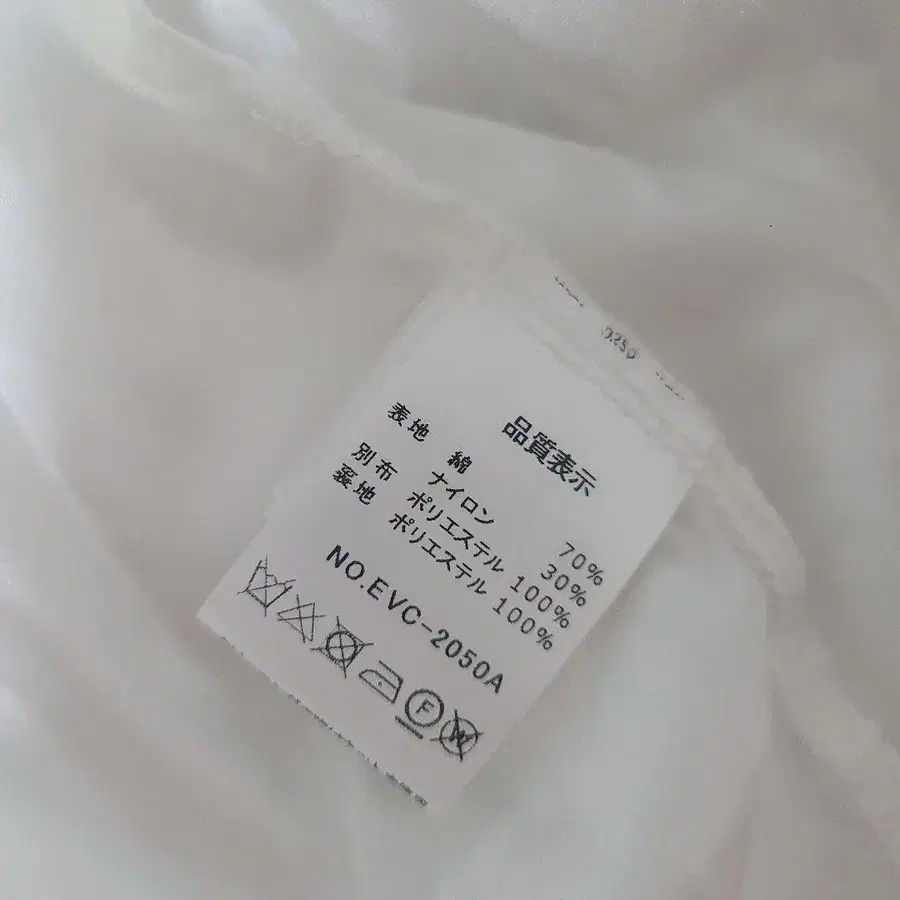 0250
品質表示
表地 綿 70%
ナイロン 30%
別布 ポリエステル 100%
裏地 ポリエステル 100%
NO.EVC-2050A
F
W